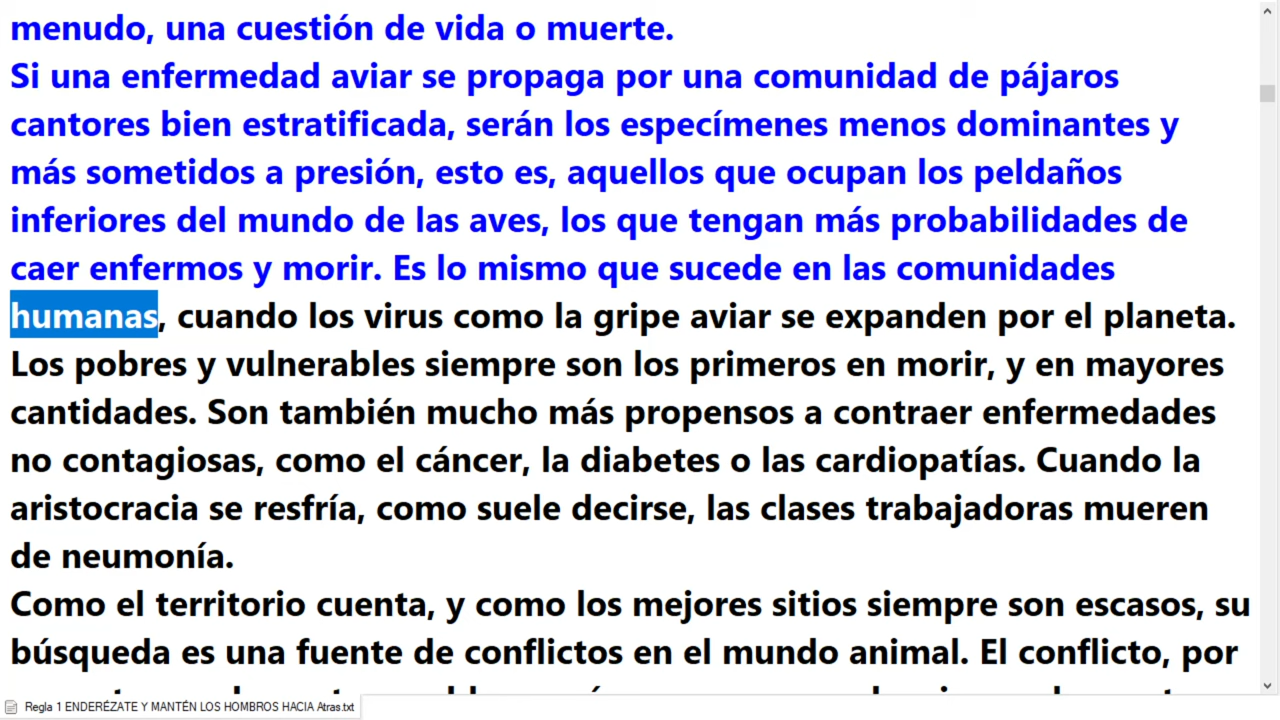 menudo, una cuestión de vida o muerte.
Si una enfermedad aviar se propaga por una comunidad de pájaros
cantores bien estratificada, serán los especímenes menos dominantes y
más sometidos a presión, esto es, aquellos que ocupan los peldaños
inferiores del mundo de las aves, los que tengan más probabilidades de
caer enfermos y morir. Es lo mismo que sucede en las comunidades
humanas, cuando los virus como la gripe aviar se expanden por el planeta.
Los pobres y vulnerables siempre son los primeros en morir, y en mayores
cantidades. Son también mucho más propensos a contraer enfermedades
no contagiosas, como el cáncer, la diabetes o las cardiopatías. Cuando la
aristocracia se resfría, como suele decirse, las clases trabajadoras mueren
de neumonía.
Como el territorio cuenta, y como los mejores sitios siempre son escasos, su
búsqueda es una fuente de conflictos en el mundo animal. El conflicto, por
Regla 1 ENDERÉZATE Y MANTÉN LOS HOMBROS HACIA Atras.txt